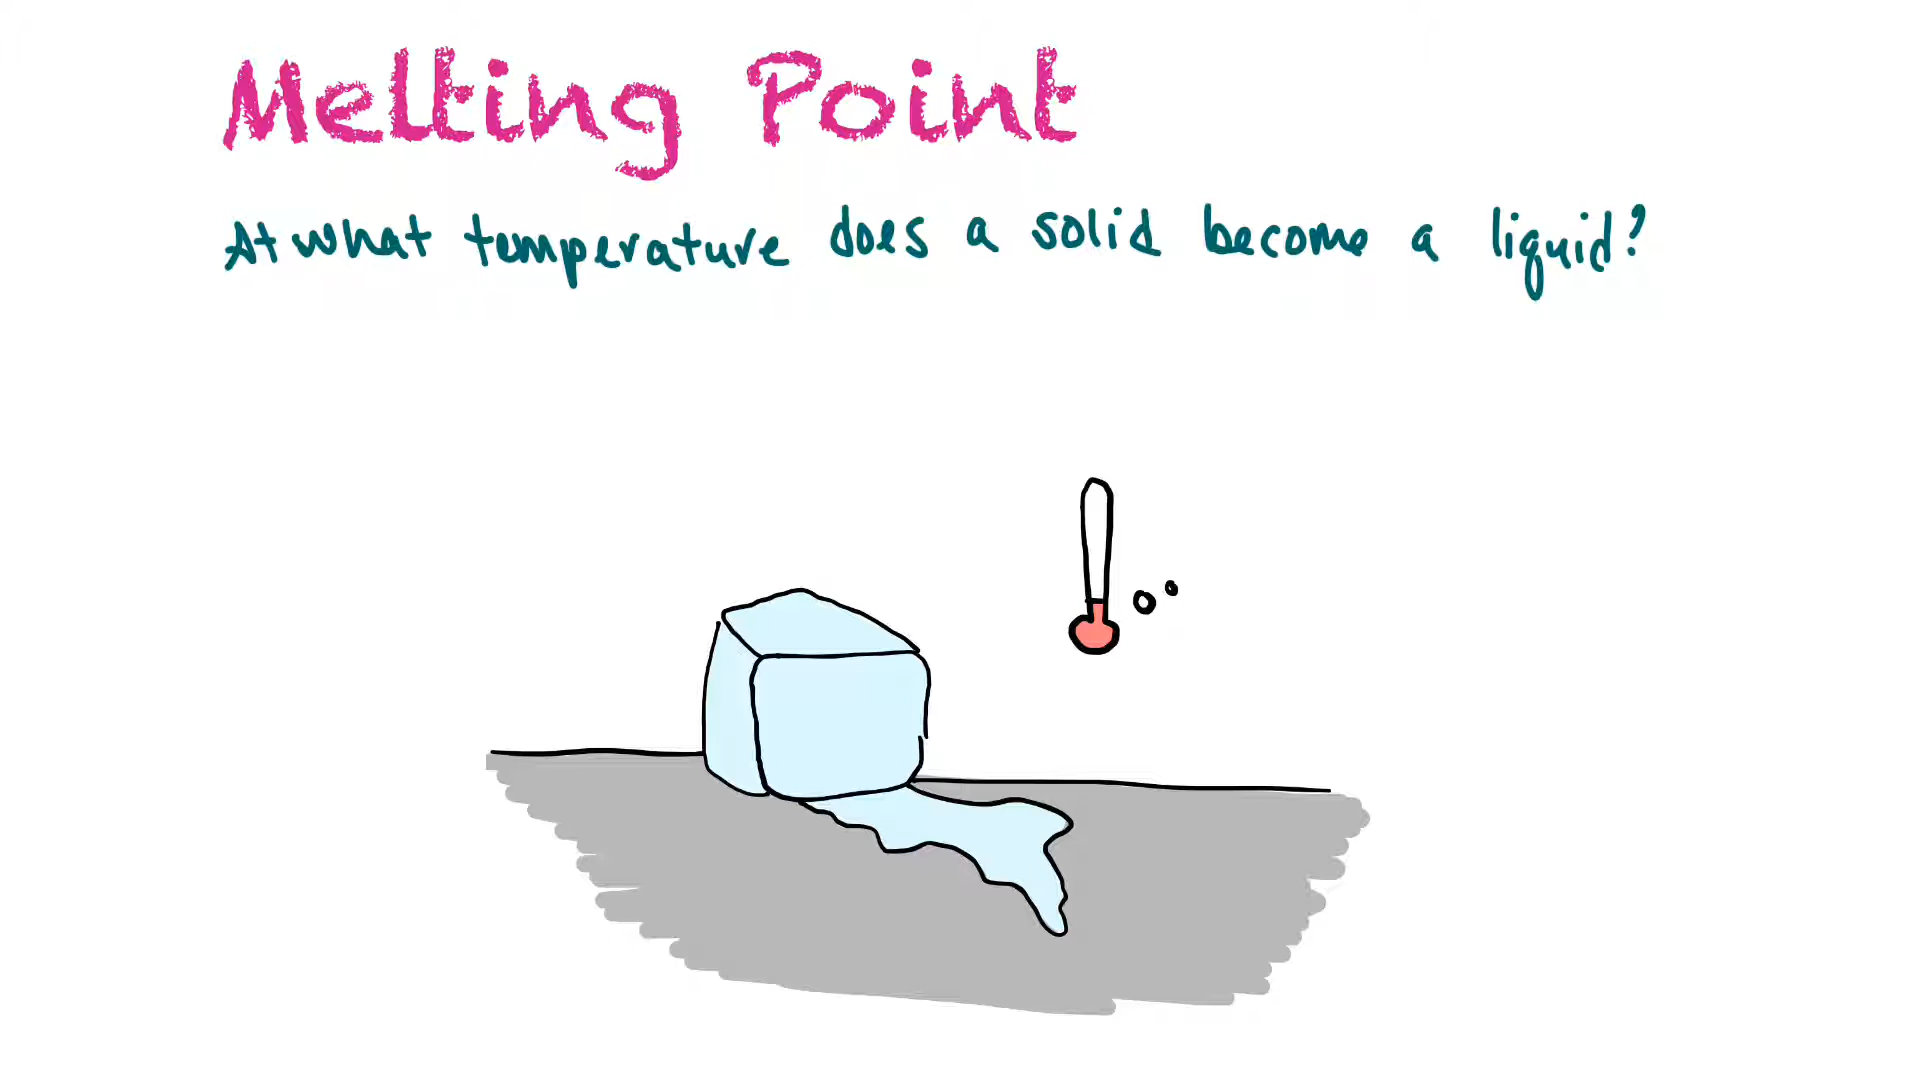 Melting Point
At what temperature does a solid become a liquid?